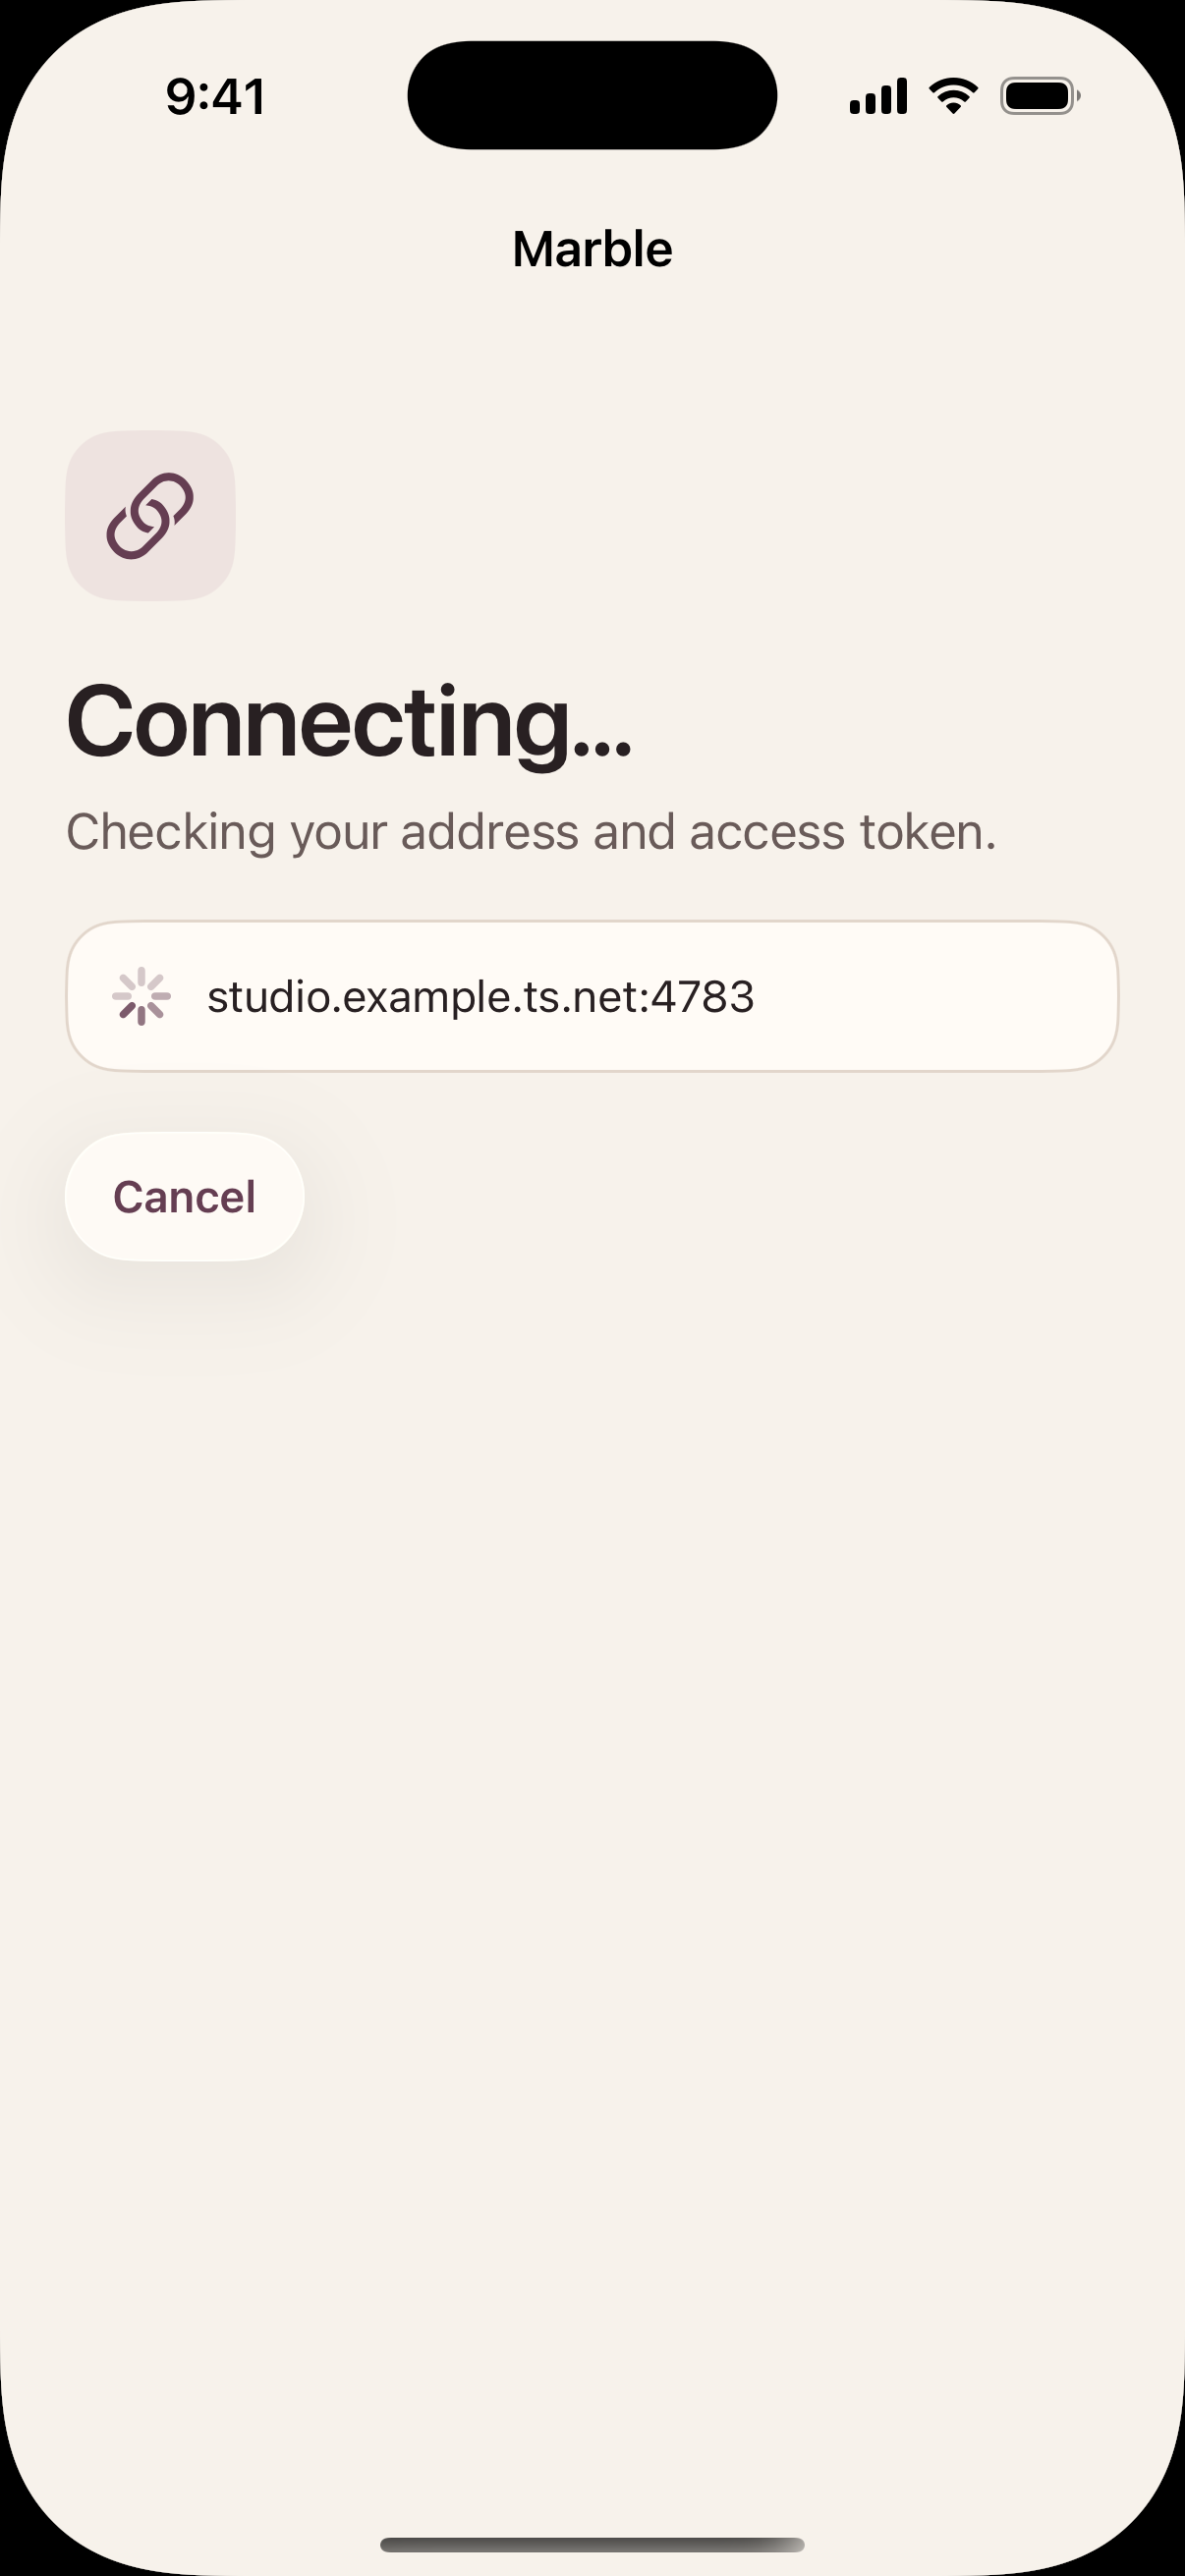 9:41
Marble
Connecting...
Checking your address and access token.
studio.example.ts.net:4783
Cancel